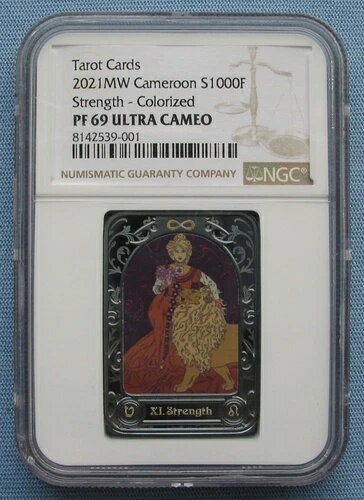 Tarot Cards
2021MW Cameroon S1000F
Strength - Colorized
PF 69 ULTRA CAMEO
8142539-001
NUMISMATIC GUARANTY COMPANY NGC
XI. Strength